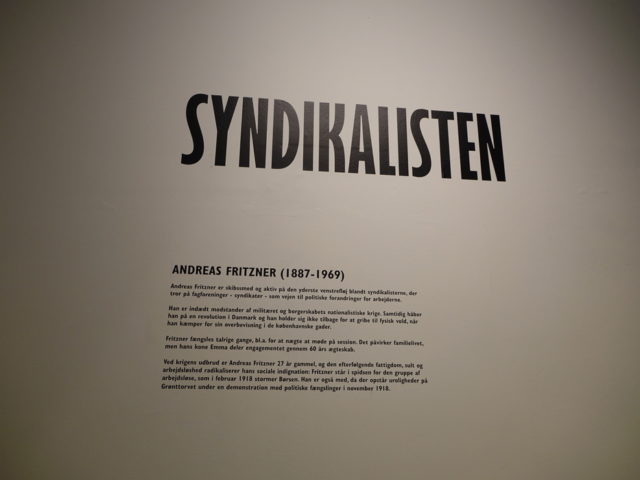 SYNDIKALISTEN
ANDREAS FRITZNER (1887-1969)
Andreas Fritzner er skibssmed og aktiv på den yderste venstrefløj blandt syndikalisterne, der
tror på fagforeninger - syndikater - som vejen til politiske forandringer for arbejderne.
Han er indædt modstander af militæret og borgerskabets nationalistiske krige. Samtidig håber
han på en revolution i Danmark og han holder sig ikke tilbage for at gribe til fysisk vold, når
han kæmper for sin overbevisning i de københavnske gader.
Fritzner fængsles talrige gange, bl.a. for at nægte at møde på session. Det påvirker familielivet,
men hans kone Emma deler engagementet gennem 60 års ægteskab.
Ved krigens udbrud er Andreas Fritzner 27 år gammel, og den efterfølgende fattigdom, sult og
arbejdsløshed radikaliserer hans sociale indignation: Fritzner står i spidsen for den gruppe af
arbejdsløse, som i februar 1918 stormer Børsen. Han er også med, da der opstår uroligheder på
Grønttorvet under en demonstration mod politiske fængslinger i november 1918.